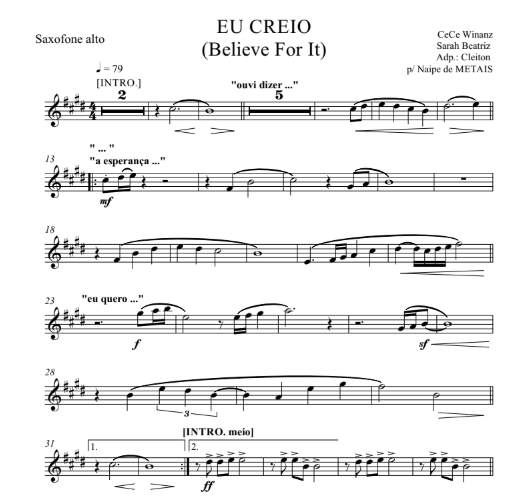 EU CREIO
(Believe For It)
Saxofone alto
CeCe Winanz
Sarah Beatriz
Adp.: Cleiton
p/ Naipe de METAIS
♩ = 79
[INTRO.]
"ouvi dizer ..."
2
5
4
4
13
" ... "
"a esperança ..."
mf
18
23
"eu quero ..."
f
sf
28
3
31
1.
[INTRO. meio]
2.
ff